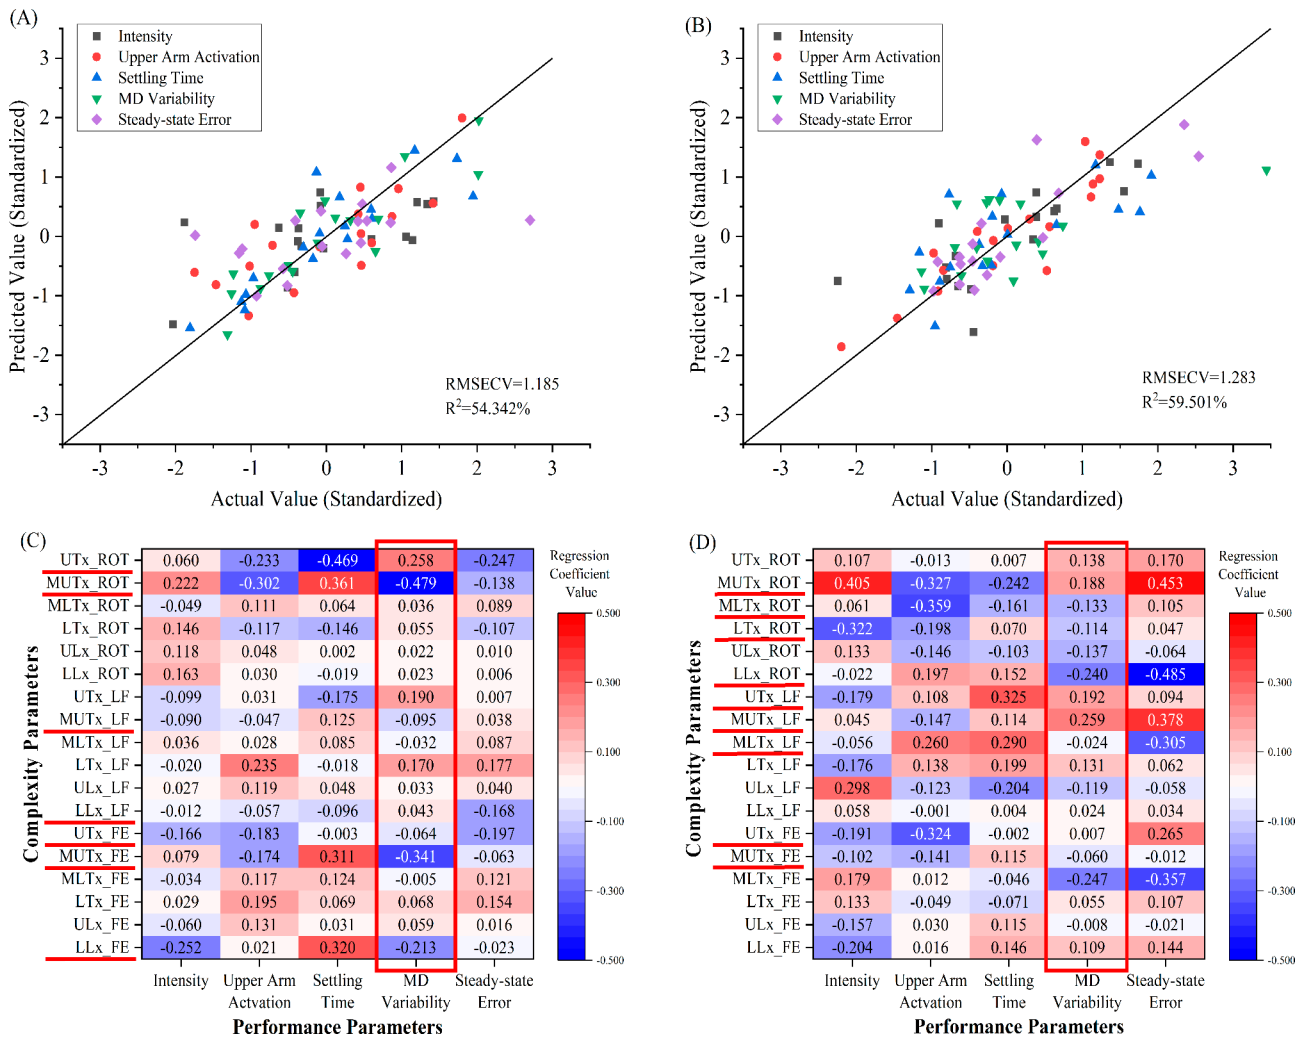 (A)
Intensity
Upper Arm Activation
Settling Time
MD Variability
Steady-state Error
3
2
1
0
-1
-2
-3
Predicted Value (Standardized)
RMSECV=1.185
R²=54.342%
-3 -2 -1 0 1 2 3
Actual Value (Standardized)
(B)
Intensity
Upper Arm Activation
Settling Time
MD Variability
Steady-state Error
3
2
1
0
-1
-2
-3
Predicted Value (Standardized)
RMSECV=1.283
R²=59.501%
-3 -2 -1 0 1 2 3
Actual Value (Standardized)
(C)
Complexity Parameters
UTx_ROT 0.060 -0.233 -0.469 0.258 -0.247
MUTx_ROT 0.222 -0.302 0.361 -0.479 -0.138
MLTx_ROT -0.049 0.111 0.064 0.036 0.089
LTx_ROT 0.146 -0.117 -0.146 0.055 -0.107
ULx_ROT 0.118 0.048 0.002 0.022 0.010
LLx_ROT 0.163 0.030 -0.019 0.023 0.006
UTx_LF -0.099 0.031 -0.175 0.190 0.007
MUTx_LF -0.090 -0.047 0.125 -0.095 0.038
MLTx_LF 0.036 0.028 0.085 -0.032 0.087
LTx_LF -0.020 0.235 -0.018 0.170 0.177
ULx_LF 0.027 0.119 0.048 0.033 0.040
LLx_LF -0.012 -0.057 -0.096 0.043 -0.168
UTx_FE -0.166 -0.183 -0.003 -0.064 -0.197
MUTx_FE 0.079 -0.174 0.311 -0.341 -0.063
MLTx_FE -0.034 0.117 0.124 -0.005 0.121
LTx_FE 0.029 0.195 0.069 0.068 0.154
ULx_FE -0.060 0.131 0.031 0.059 0.016
LLx_FE -0.252 0.021 0.320 -0.213 -0.023
Intensity Upper Arm Settling MD Steady-state
Actvation Time Variability Error
Performance Parameters
Regression
Coefficient
Value
0.500
0.300
0.100
-0.100
-0.300
-0.500
(D)
Complexity Parameters
UTx_ROT 0.107 -0.013 0.007 0.138 0.170
MUTx_ROT 0.405 -0.327 -0.242 0.188 0.453
MLTx_ROT 0.061 -0.359 -0.161 -0.133 0.105
LTx_ROT -0.322 -0.198 0.070 -0.114 0.047
ULx_ROT 0.133 -0.146 -0.103 -0.137 -0.064
LLx_ROT -0.022 0.197 0.152 -0.240 -0.485
UTx_LF -0.179 0.108 0.325 0.192 0.094
MUTx_LF 0.045 -0.147 0.114 0.259 0.378
MLTx_LF -0.056 0.260 0.290 -0.024 -0.305
LTx_LF -0.176 0.138 0.199 0.131 0.062
ULx_LF 0.298 -0.123 -0.204 -0.119 -0.058
LLx_LF 0.058 -0.001 0.004 0.024 0.034
UTx_FE -0.191 -0.324 -0.002 0.007 0.265
MUTx_FE -0.102 -0.141 0.115 -0.060 -0.012
MLTx_FE 0.179 0.012 -0.046 -0.247 -0.357
LTx_FE 0.133 -0.049 -0.071 0.055 0.107
ULx_FE -0.157 0.030 0.115 -0.008 -0.021
LLx_FE -0.204 0.016 0.146 0.109 0.144
Intensity Upper Arm Settling MD Steady-state
Activation Time Variability Error
Performance Parameters
Regression
Coefficient
Value
0.500
0.300
0.100
-0.100
-0.300
-0.500